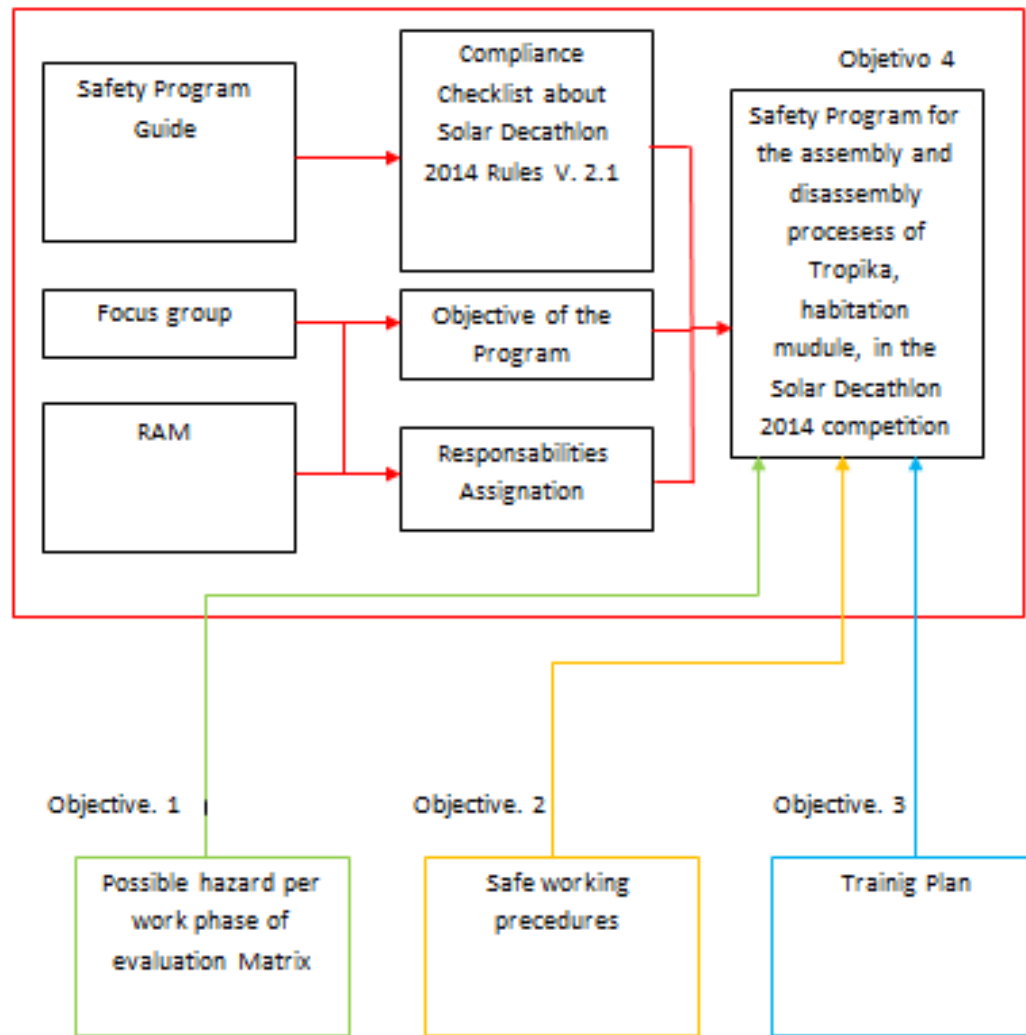 Safety Program
Guide
Compliance
Checklist about
Solar Decathlon
2014 Rules V. 2.1
Objetivo 4
Safety Program for
the assembly and
disassembly
procesess of
Tropika,
habitation
mudule, in the
Solar Decathlon
2014 competition
Focus group
Objective of the
Program
RAM
Responsabilities
Assignation
Objective. 1
Objective. 2
Objective. 3
Possible hazard per
work phase of
evaluation Matrix
Safe working
precedures
Trainig Plan